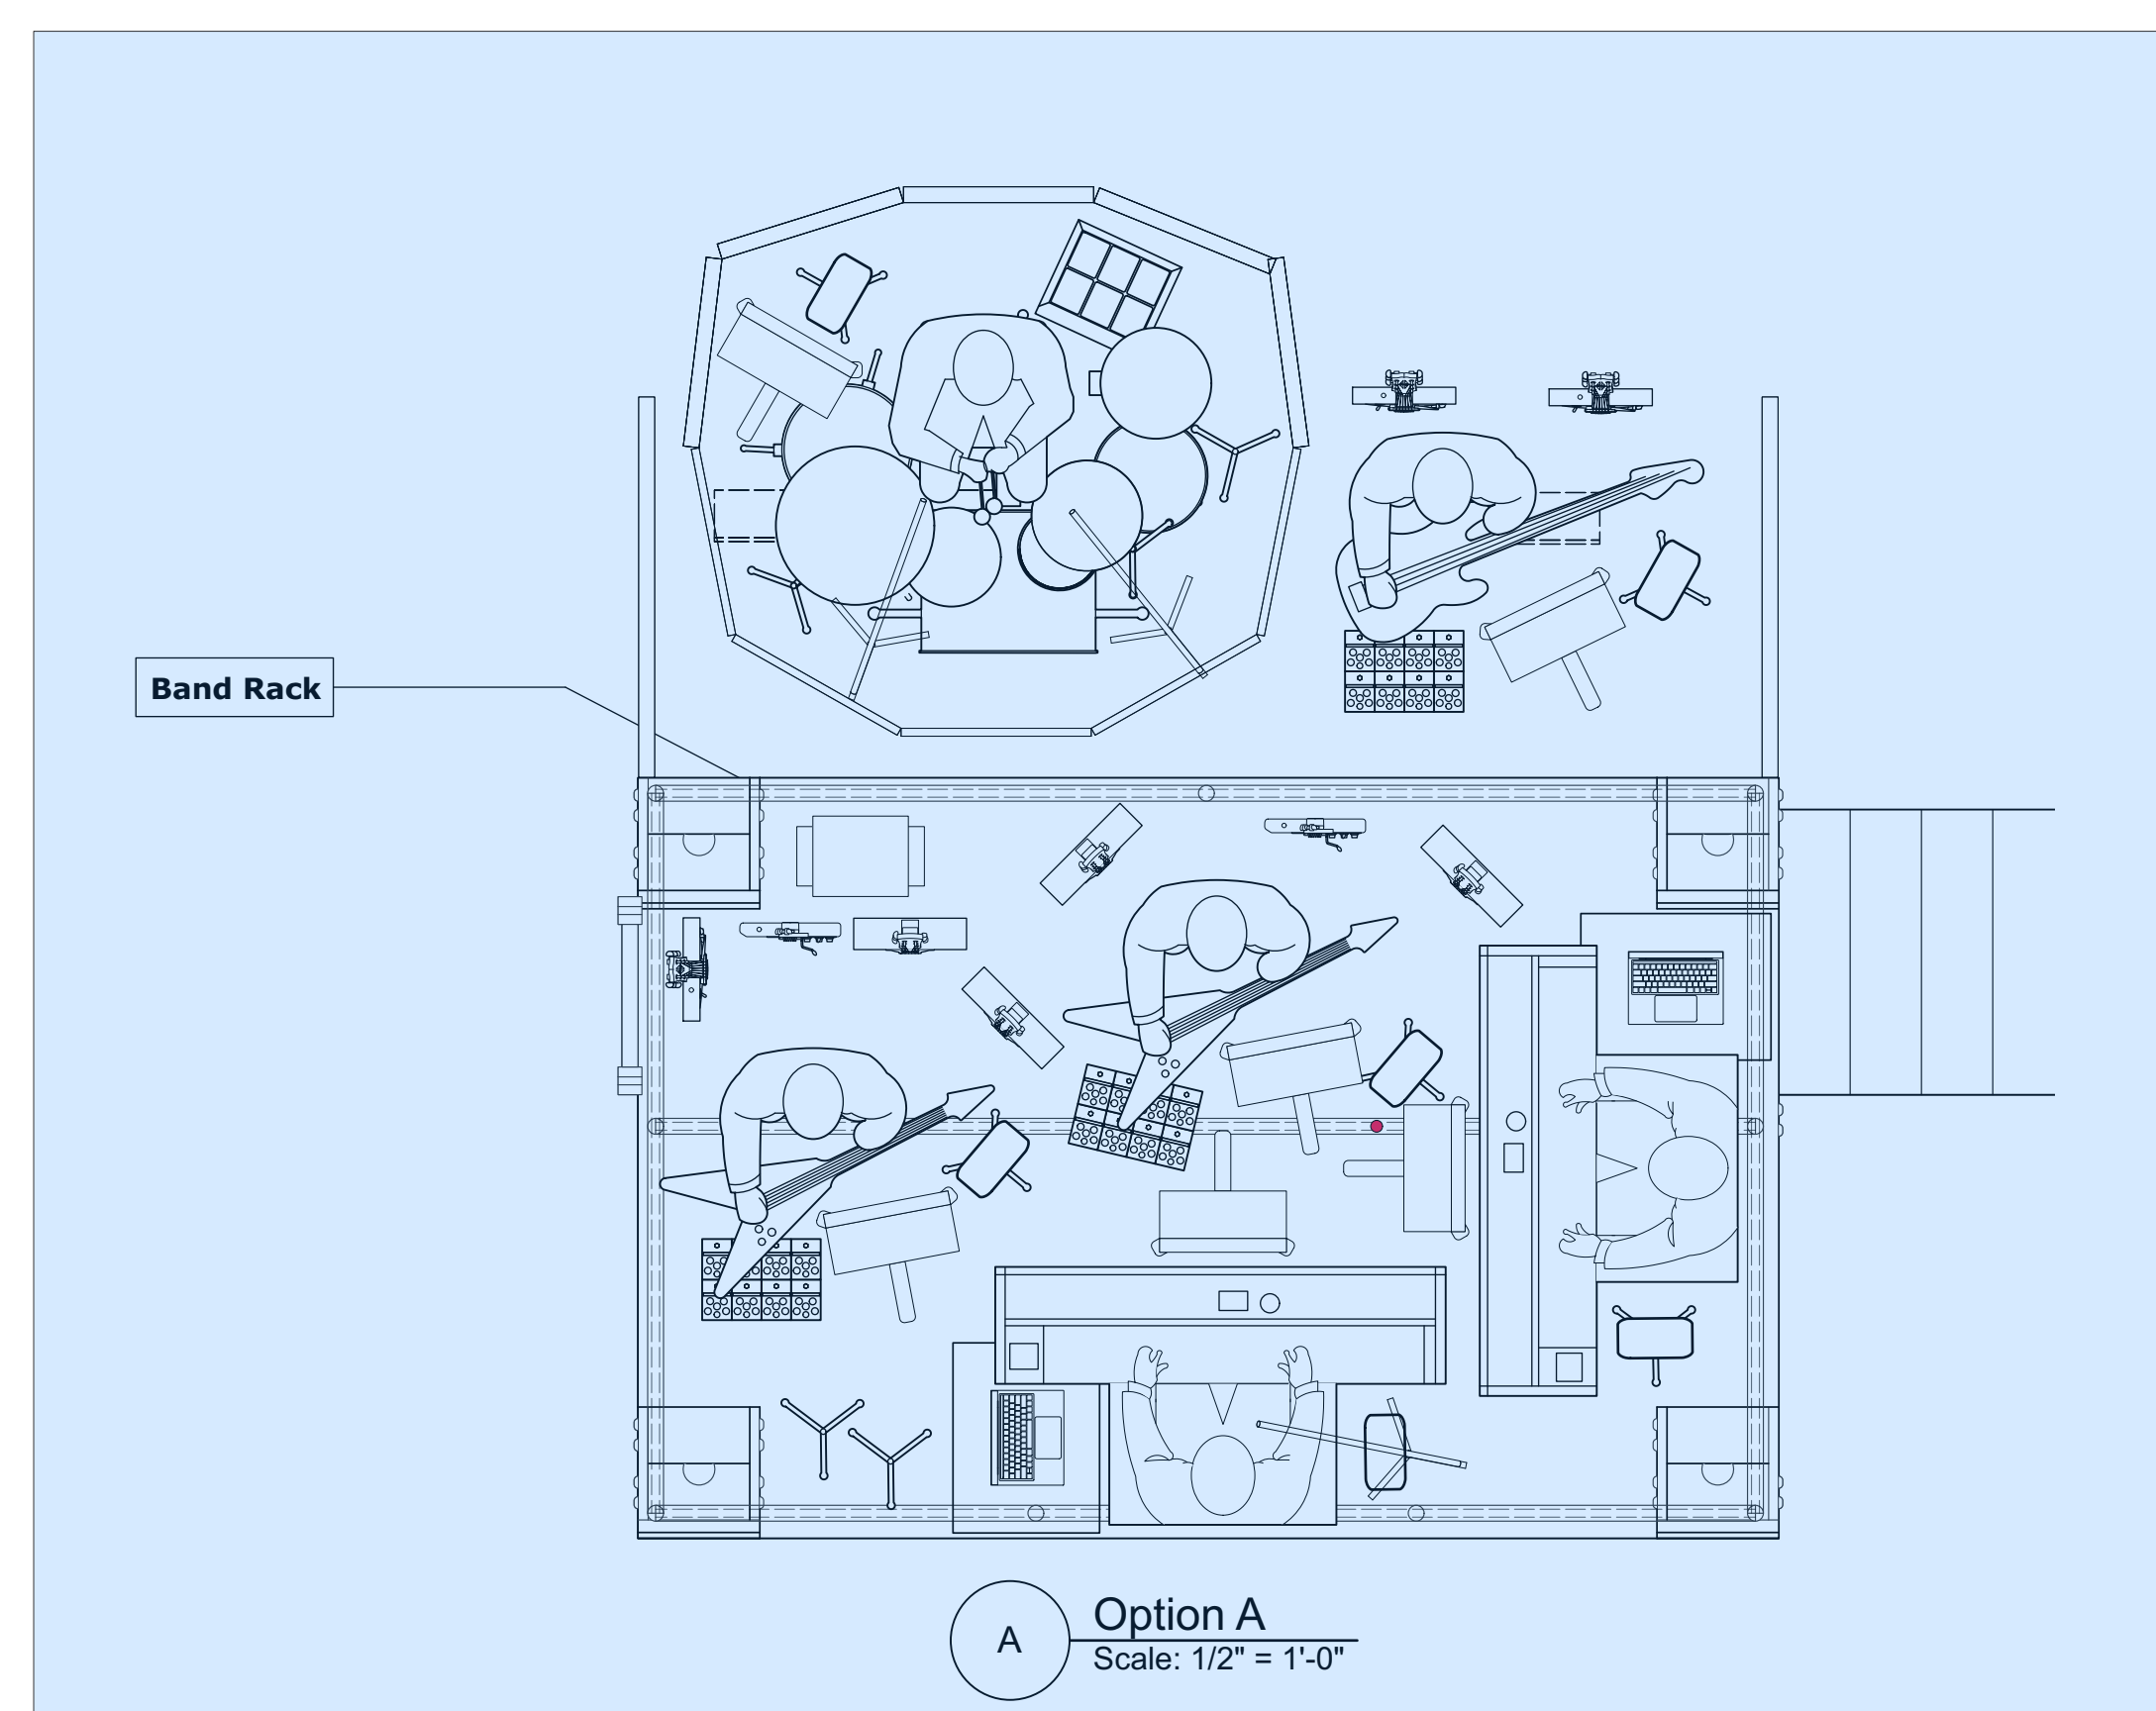 Band Rack
A
Option A
Scale: 1/2" = 1'-0"